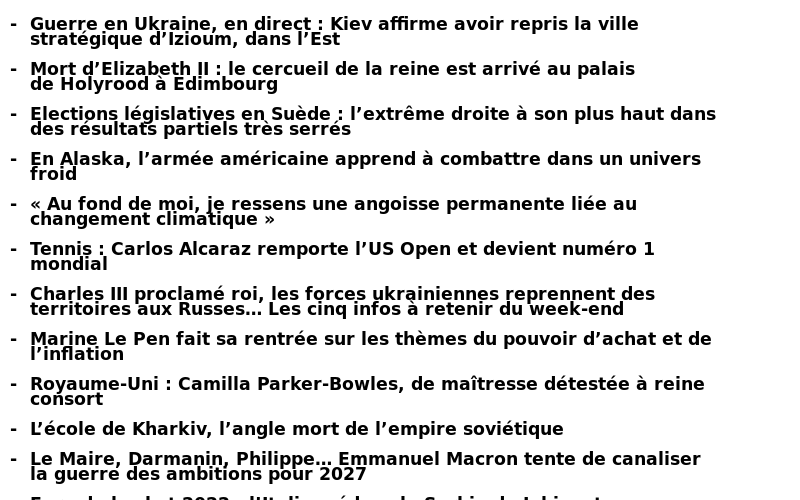 - Guerre en Ukraine, en direct : Kiev affirme avoir repris la ville
stratégique d’Izioum, dans l’Est
- Mort d’Elizabeth II : le cercueil de la reine est arrivé au palais
de Holyrood à Edimbourg
- Elections législatives en Suède : l’extrême droite à son plus haut dans
des résultats partiels très serrés
- En Alaska, l’armée américaine apprend à combattre dans un univers
froid
- « Au fond de moi, je ressens une angoisse permanente liée au
changement climatique »
- Tennis : Carlos Alcaraz remporte l’US Open et devient numéro 1
mondial
- Charles III proclamé roi, les forces ukrainiennes reprennent des
territoires aux Russes… Les cinq infos à retenir du week-end
- Marine Le Pen fait sa rentrée sur les thèmes du pouvoir d’achat et de
l’inflation
- Royaume-Uni : Camilla Parker-Bowles, de maîtresse détestée à reine
consort
- L’école de Kharkiv, l’angle mort de l’empire soviétique
- Le Maire, Darmanin, Philippe… Emmanuel Macron tente de canaliser
la guerre des ambitions pour 2027